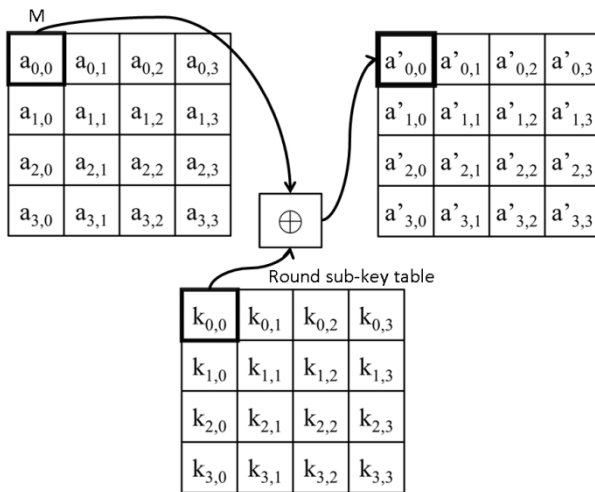 M
a0,0 a0,1 a0,2 a0,3
a1,0 a1,1 a1,2 a1,3
a2,0 a2,1 a2,2 a2,3
a3,0 a3,1 a3,2 a3,3
a'0,0 a'0,1 a'0,2 a'0,3
a'1,0 a'1,1 a'1,2 a'1,3
a'2,0 a'2,1 a'2,2 a'2,3
a'3,0 a'3,1 a'3,2 a'3,3
⊕
Round sub-key table
k0,0 k0,1 k0,2 k0,3
k1,0 k1,1 k1,2 k1,3
k2,0 k2,1 k2,2 k2,3
k3,0 k3,1 k3,2 k3,3